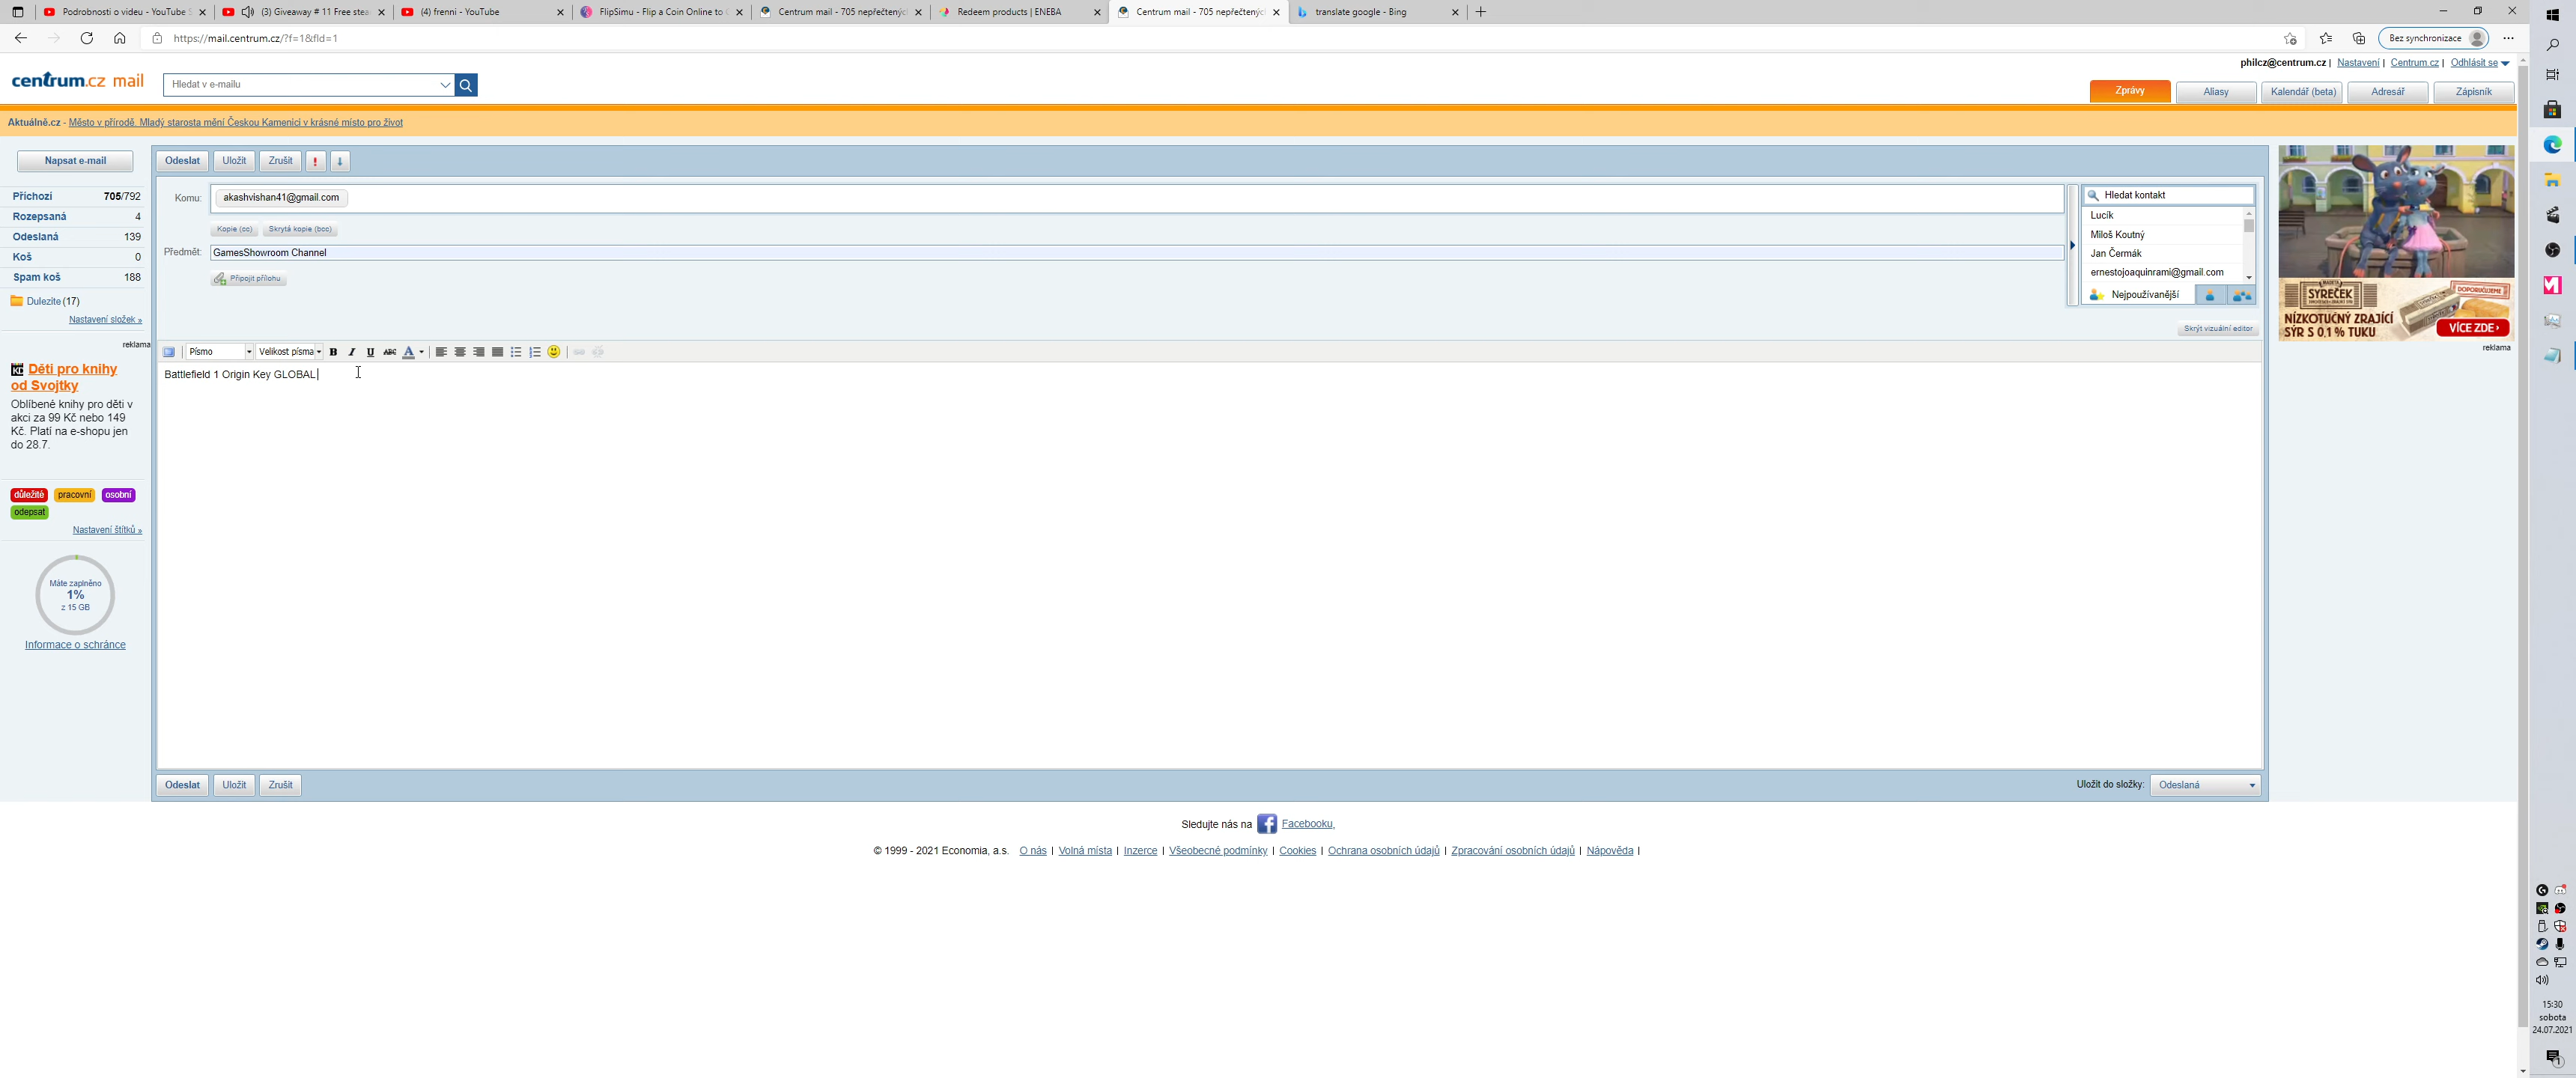 Podrobnosti o videu - YouTube S
(3) Giveaway # 11 Free stea
(4) frenni - YouTube
FlipSimu - Flip a Coin Online to
Centrum mail - 705 nepřečtených
Redeem products | ENEBA
Centrum mail - 705 nepřečtených
translate google - Bing
https://mail.centrum.cz/?f=1&fId=1
Bez synchronizace
philcz@centrum.cz | Nastavení | Centrum.cz | Odhlásit se
centrum.cz mail
Hledat v e-mailu
Zprávy
Aliasy
Kalendář (beta)
Adresář
Zápisník
Aktuálně.cz - Město v přírodě. Mladý starosta mění Českou Kamenici v krásné místo pro život
Napsat e-mail
Odeslat
Uložit
Zrušit
Příchozí 705/792
Rozepsaná 4
Odeslaná 139
Koš 0
Spam koš 188
Dulezite (17)
Nastavení složek »
reklama
Děti pro knihy
od Svojtky
Oblíbené knihy pro děti v
akci za 99 Kč nebo 149
Kč. Platí na e-shopu jen
do 28.7.
důležité
pracovní
osobní
odepsat
Nastavení štítků »
Máte zaplněno
1%
z 15 GB
Informace o schránce
Komu:
akashvishan41@gmail.com
Kopie (cc)
Skrytá kopie (bcc)
Předmět:
GamesShowroom Channel
Připojit přílohu
Hledat kontakt
Lucík
Miloš Koutný
Jan Čermák
ernestojoaquinrami@gmail.com
Nejpoužívanější
Skrýt vizuální editor
Písmo
Velikost písma
B
I
U
ABC
A
Battlefield 1 Origin Key GLOBAL
MADETA
SYREČEK
DOPORUČUJEME
NÍZKOTUČNÝ ZRAJÍCÍ
SÝR S 0,1 % TUKU
VÍCE ZDE ›
reklama
Odeslat
Uložit
Zrušit
Uložit do složky:
Odeslaná
Sledujte nás na
Facebooku.
© 1999 - 2021 Economia, a.s. O nás | Volná místa | Inzerce | Všeobecné podmínky | Cookies | Ochrana osobních údajů | Zpracování osobních údajů | Nápověda |
15:30
sobota
24.07.2021
1